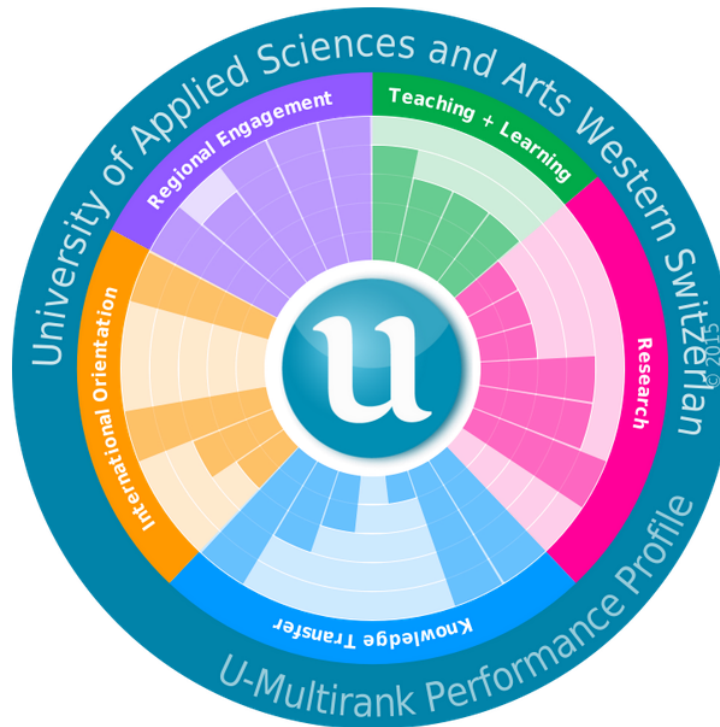 University of Applied Sciences and Arts Western Switzerlan
© 2015
Teaching + Learning
Research
Knowledge Transfer
International Orientation
Regional Engagement
u
U-Multirank Performance Profile